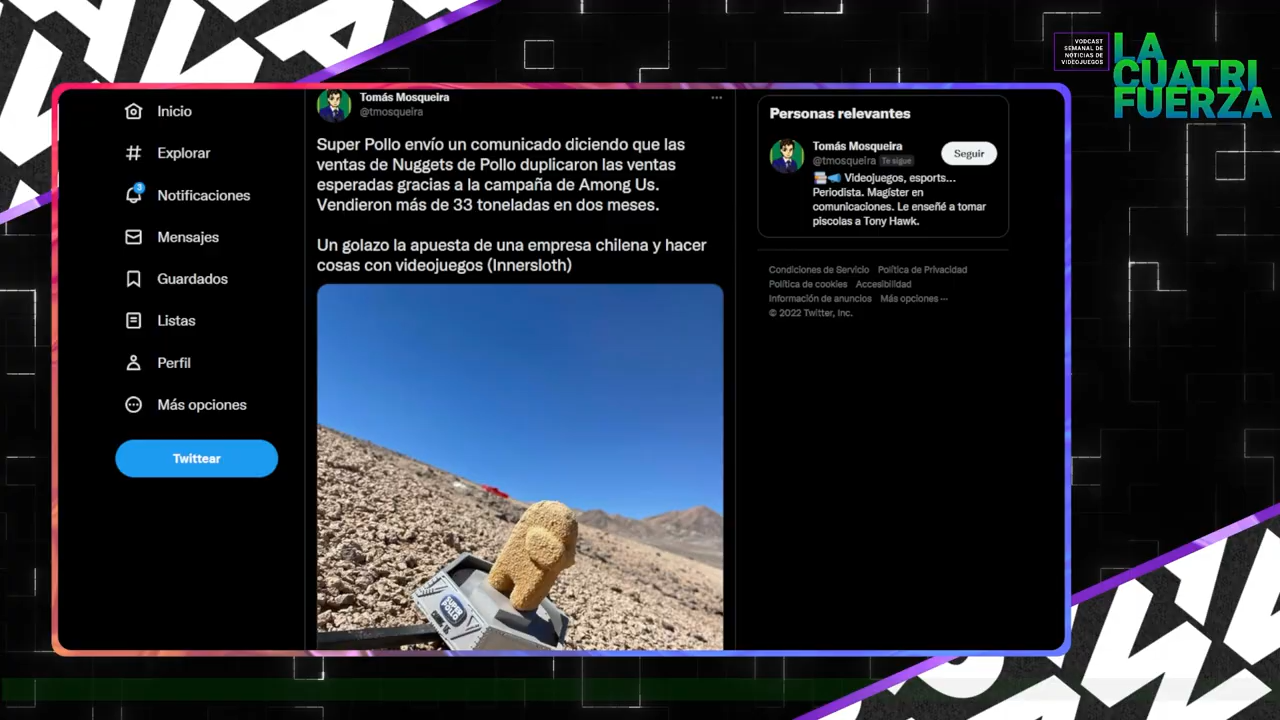 VODCAST
SEMANAL DE
NOTICIAS DE
VIDEOJUEGOS
LA
CUATRI
FUERZA
Inicio
Explorar
3
Notificaciones
Mensajes
Guardados
Listas
Perfil
Más opciones
Twittear
Tomás Mosqueira
@tmosqueira
Super Pollo envío un comunicado diciendo que las
ventas de Nuggets de Pollo duplicaron las ventas
esperadas gracias a la campaña de Among Us.
Vendieron más de 33 toneladas en dos meses.
Un golazo la apuesta de una empresa chilena y hacer
cosas con videojuegos (Innersloth)
SUPER
POLLO
Personas relevantes
Tomás Mosqueira
@tmosqueira Te sigue
Seguir
Videojuegos, esports...
Periodista. Magíster en
comunicaciones. Le enseñé a tomar
piscolas a Tony Hawk.
Condiciones de Servicio Política de Privacidad
Política de cookies Accesibilidad
Información de anuncios Más opciones ···
© 2022 Twitter, Inc.